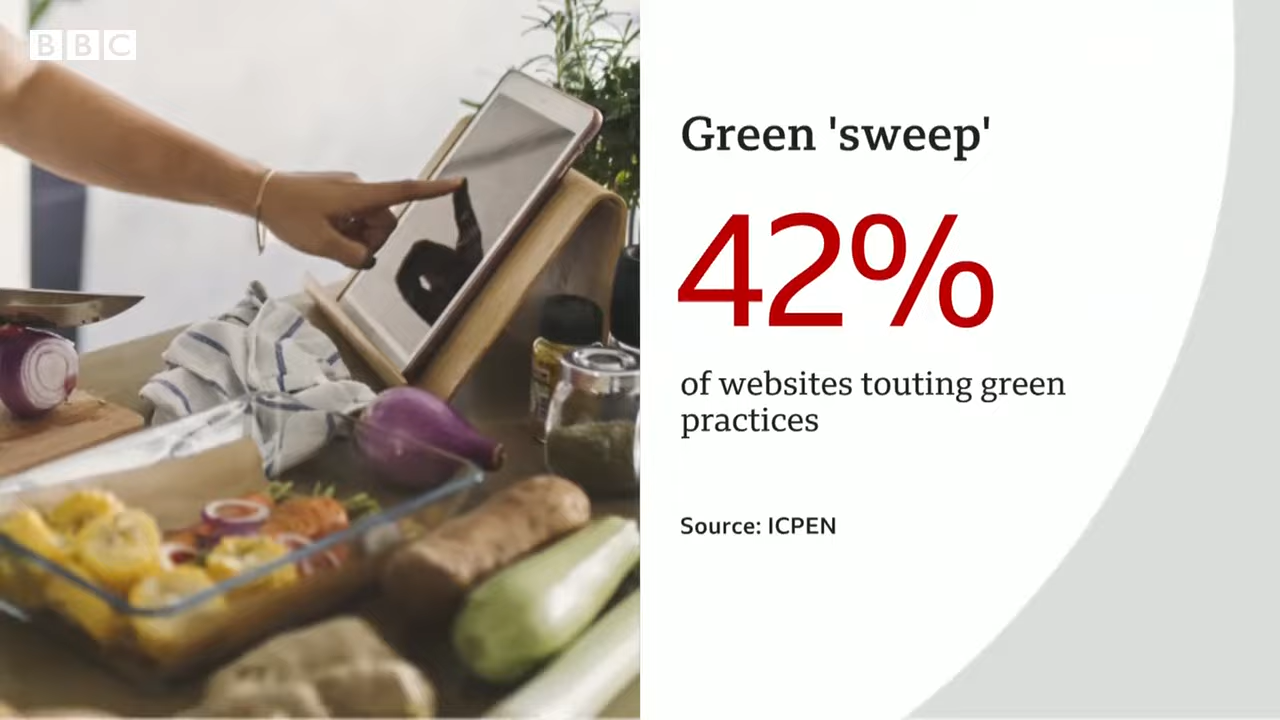 BBC
Green 'sweep'
42%
of websites touting green
practices
Source: ICPEN